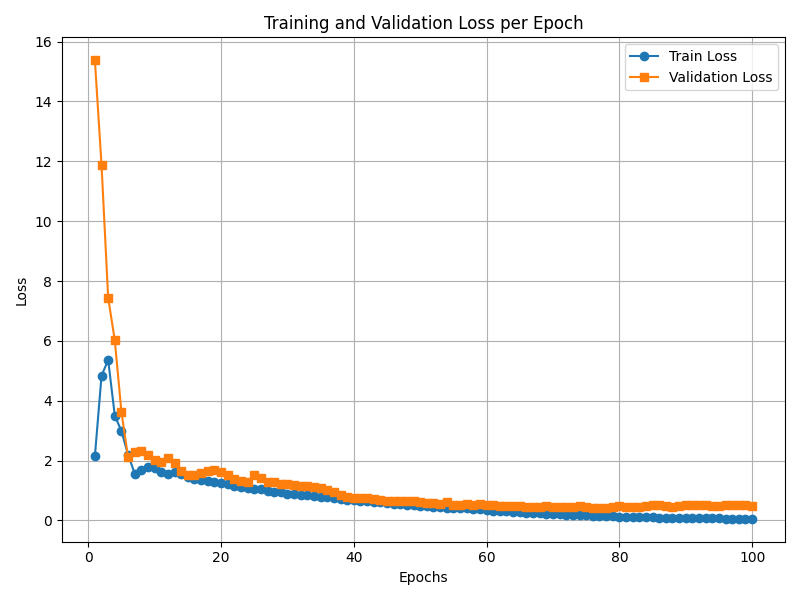 Training and Validation Loss per Epoch
Train Loss
Validation Loss
16
14
12
10
8
6
4
2
0
Loss
0 20 40 60 80 100
Epochs